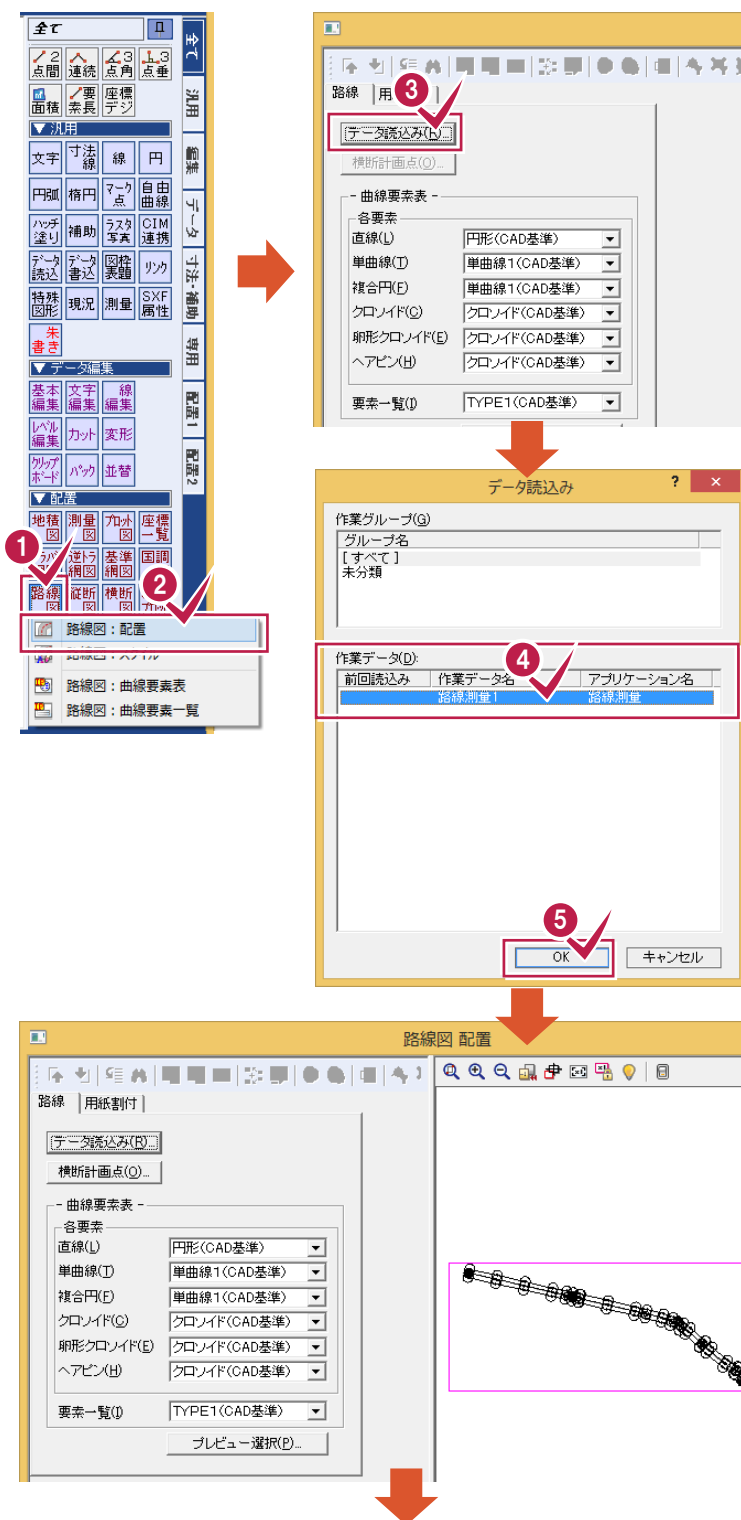 全て
2点間 連続 3点角 3点垂
面積 要素長 座標デジ
▼ 汎用
文字 寸法線 線 円
円弧 楕円 マーク点 自由曲線
ハッチ塗り 補助 ラスタ写真 CIM連携
データ読込 データ書込 図枠表題 リンク
特殊図形 現況 測量 SXF属性
朱書き
▼ データ編集
基本編集 文字編集 線編集
レベル編集 カット 変形
クリップボード パック 並替
▼ 配置
地積図 測量図 プロット図 座標一覧
逆トラ網図 基準網図 国調
路線図 縦断図 横断図
全て
汎用
編集
データ
寸法・補助
専用
配置1
配置2
1
2
路線図：配置
路線図：スタイル
路線図：曲線要素表
路線図：曲線要素一覧
路線
3
データ読込み(R)...
横断計画点(O)...
- 曲線要素表 -
各要素
直線(L) 円形(CAD基準)
単曲線(T) 単曲線1(CAD基準)
複合円(F) 単曲線1(CAD基準)
クロソイド(C) クロソイド(CAD基準)
卵形クロソイド(E) クロソイド(CAD基準)
ヘアピン(H) クロソイド(CAD基準)
要素一覧(I) TYPE1(CAD基準)
データ読込み ? ×
作業グループ(G)
グループ名
[すべて]
未分類
作業データ(D):
4
前回読込み 作業データ名 アプリケーション名
路線測量1 路線測量
5
OK キャンセル
路線図 配置
路線 用紙割付
データ読込み(R)...
横断計画点(O)...
- 曲線要素表 -
各要素
直線(L) 円形(CAD基準)
単曲線(T) 単曲線1(CAD基準)
複合円(F) 単曲線1(CAD基準)
クロソイド(C) クロソイド(CAD基準)
卵形クロソイド(E) クロソイド(CAD基準)
ヘアピン(H) クロソイド(CAD基準)
要素一覧(I) TYPE1(CAD基準)
プレビュー選択(P)...